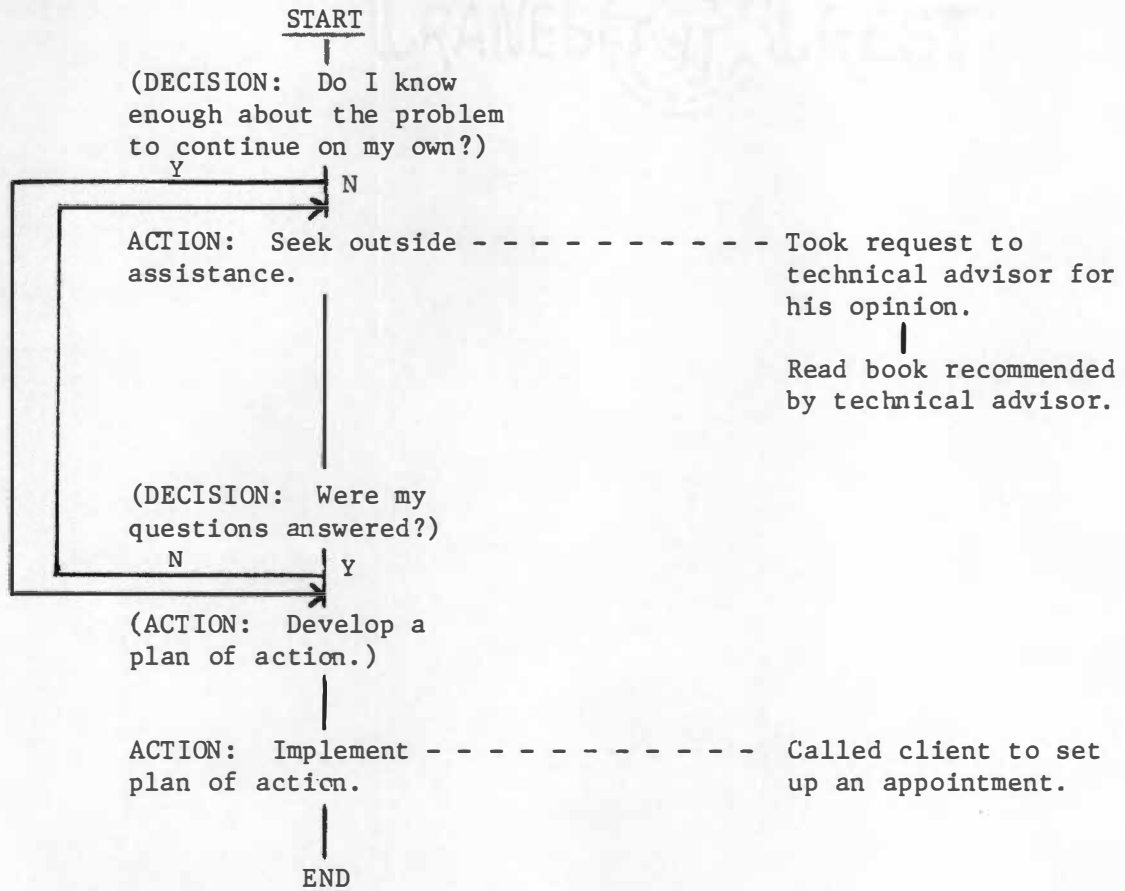 START
(DECISION: Do I know
enough about the problem
to continue on my own?)
Y
N
ACTION: Seek outside - - - - - - - - - - Took request to
assistance.
technical advisor for
his opinion.
Read book recommended
by technical advisor.
(DECISION: Were my
questions answered?)
N
Y
(ACTION: Develop a
plan of action.)
ACTION: Implement - - - - - - - - - - - Called client to set
plan of action.
up an appointment.
END